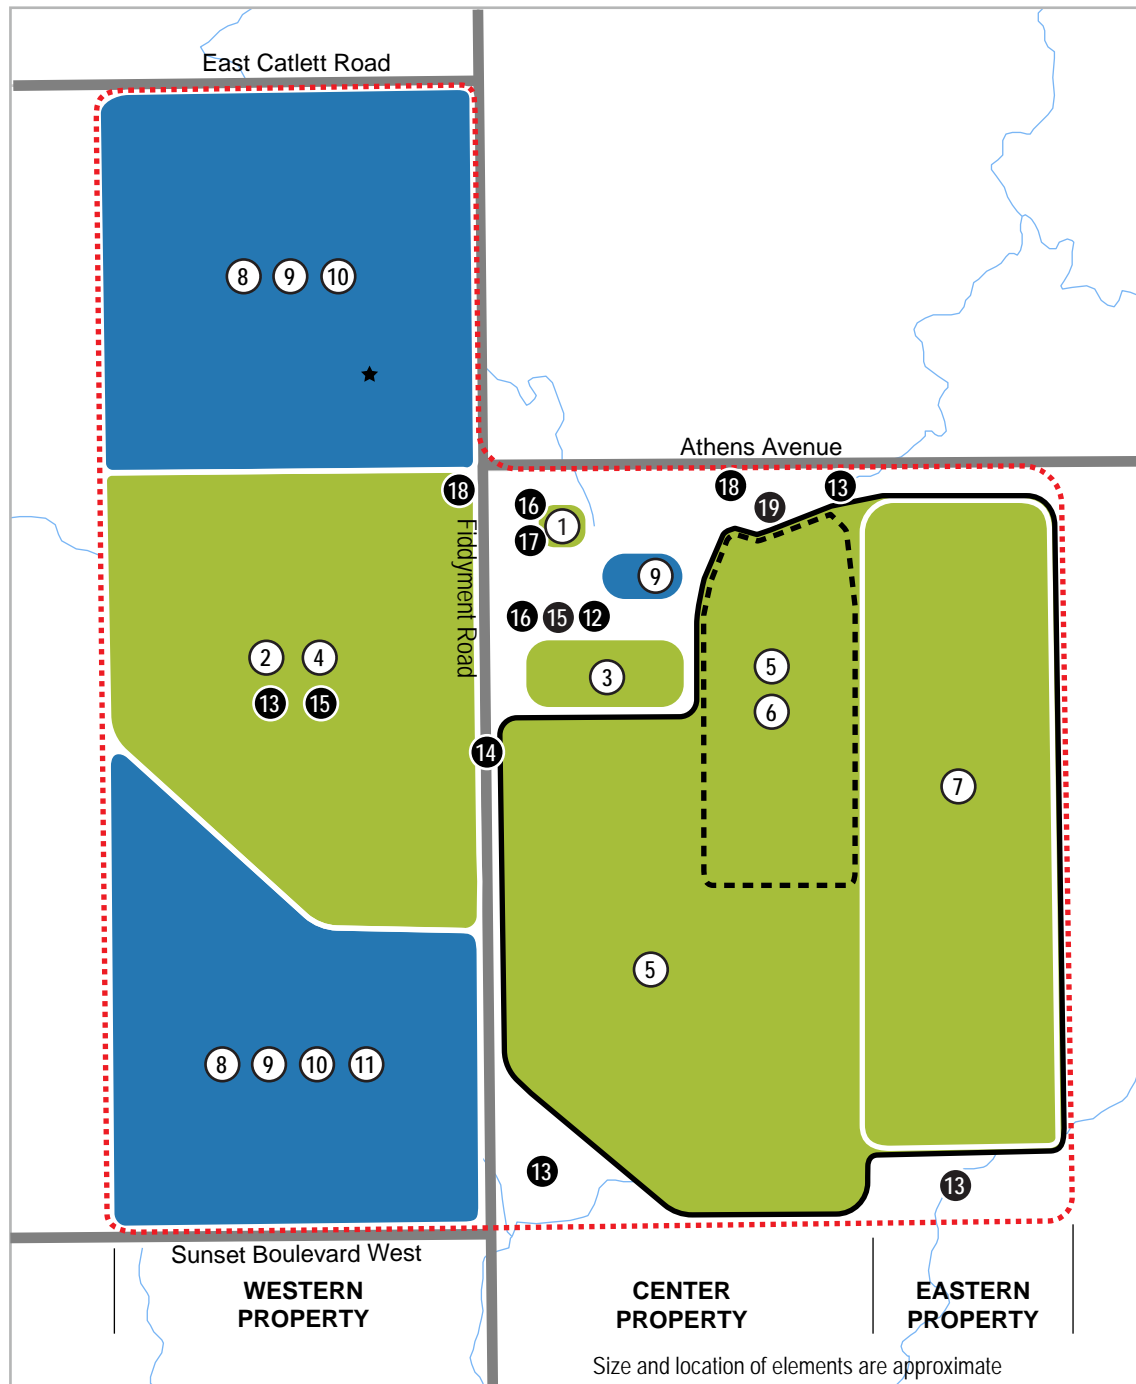 East Catlett Road
8 9 10
Athens Avenue
18
16
1
17
18
19
13
Fiddyment Road
9
16 15 12
2 4
13 15
3
5
6
14
7
5
8 9 10 11
13
13
Sunset Boulevard West
WESTERN
PROPERTY
CENTER
PROPERTY
EASTERN
PROPERTY
Size and location of elements are approximate